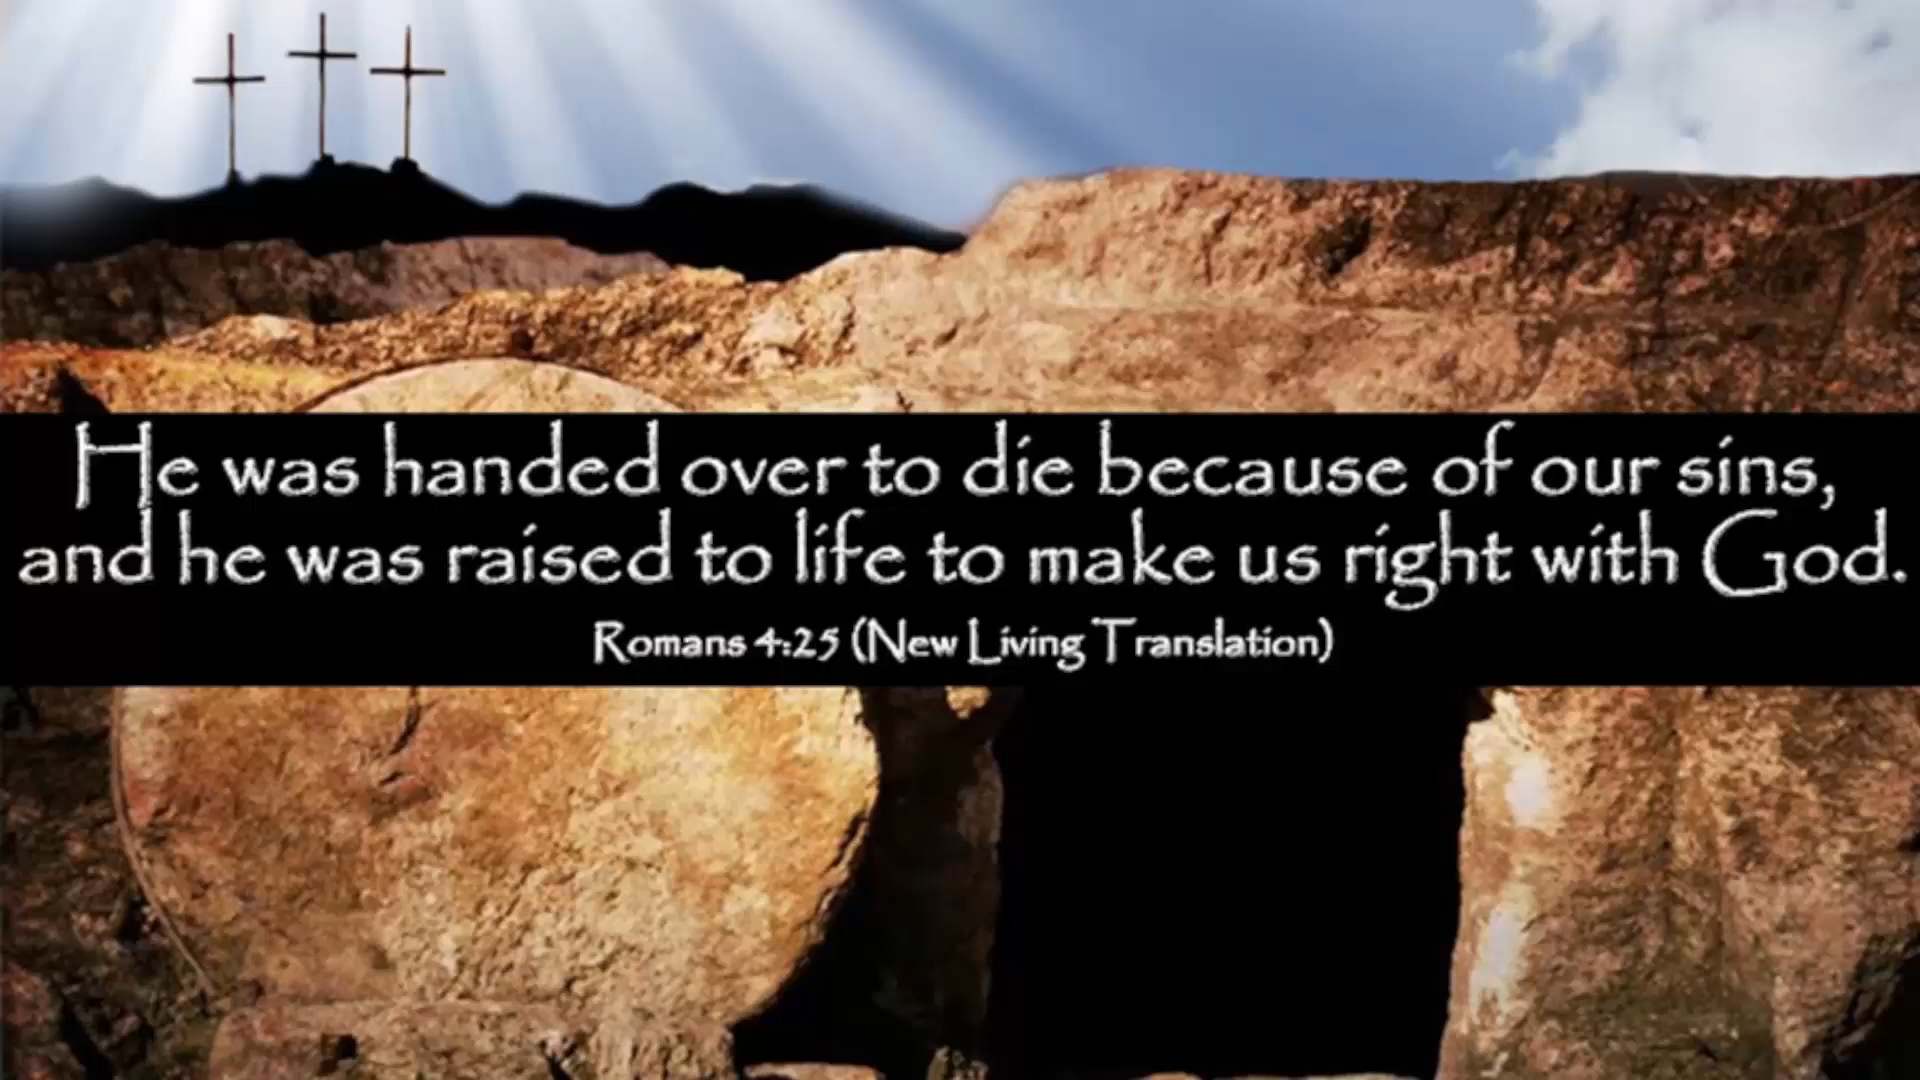 He was handed over to die because of our sins,
and he was raised to life to make us right with God.
Romans 4:25 (New Living Translation)